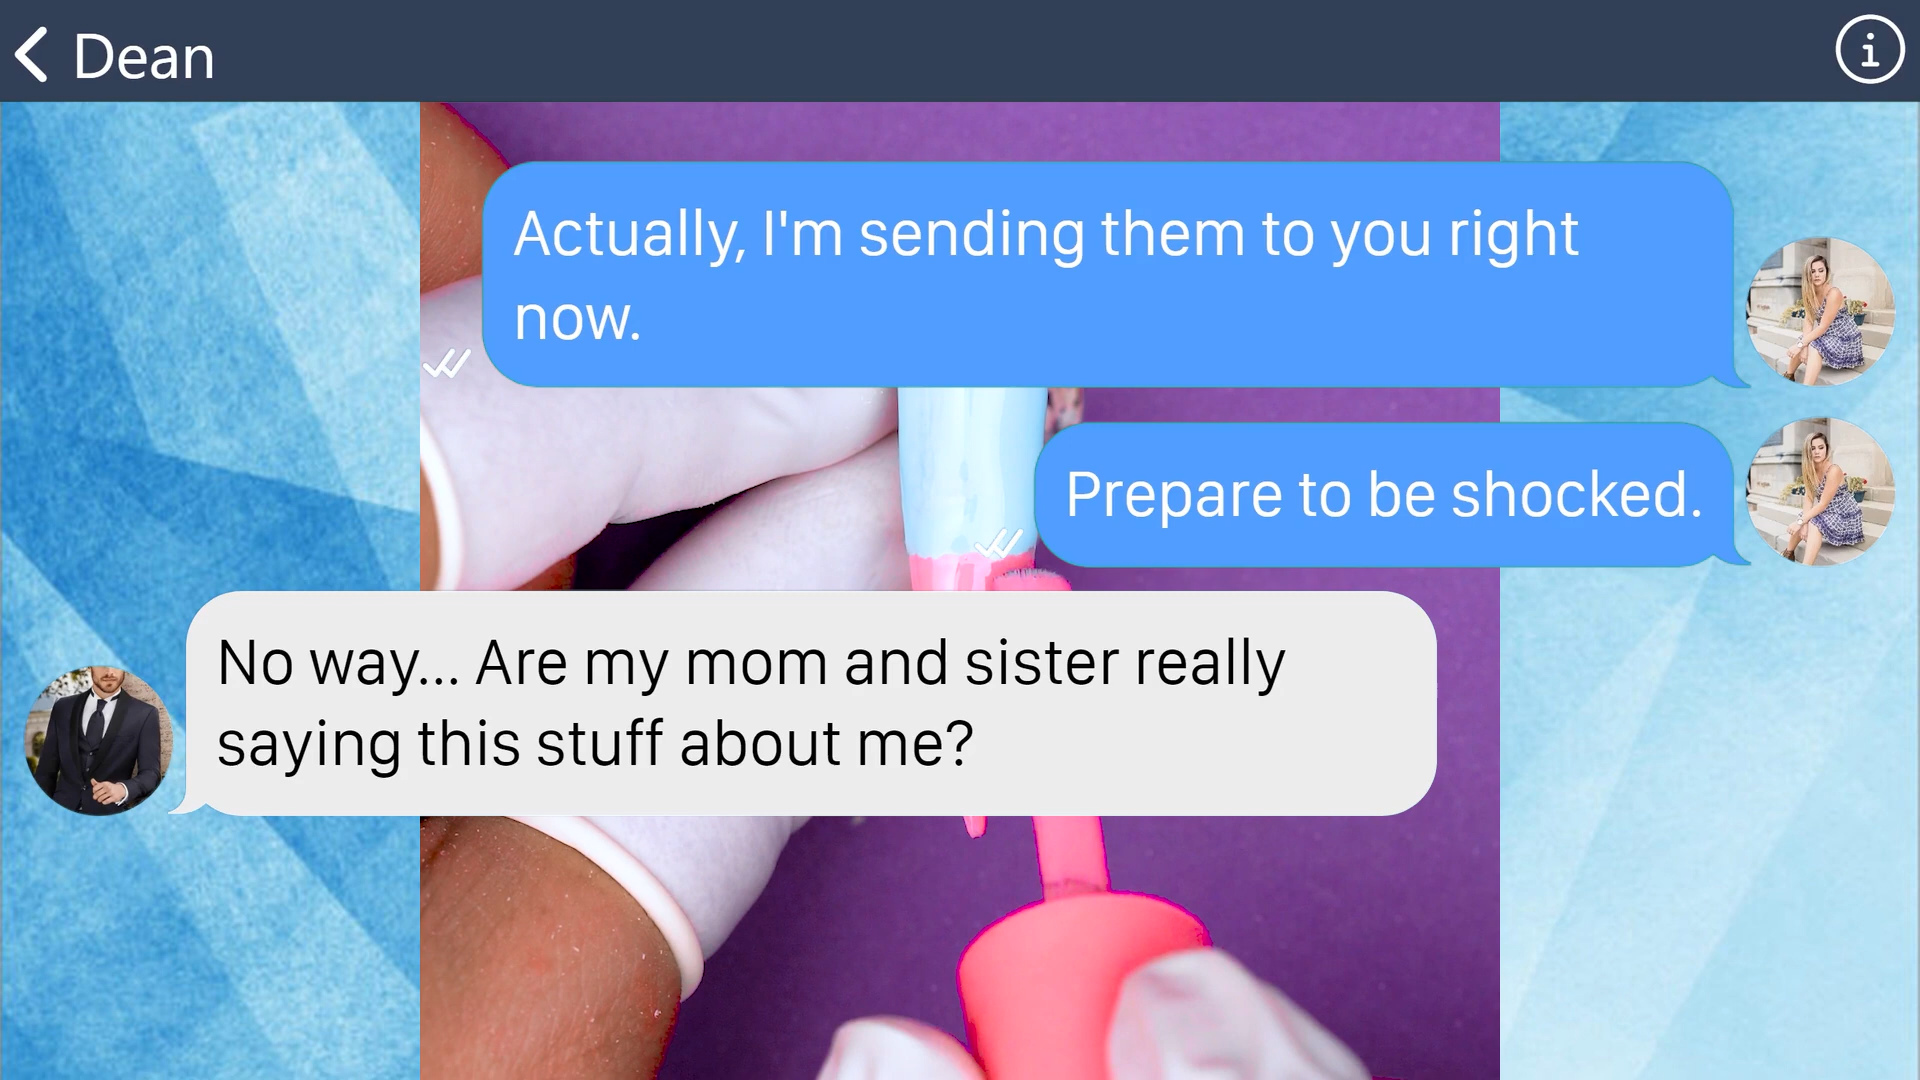 Dean
Actually, I'm sending them to you right
now.
Prepare to be shocked.
No way... Are my mom and sister really
saying this stuff about me?